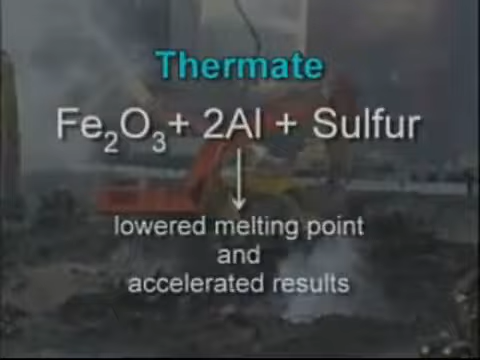 Thermate
Fe₂O₃+ 2Al + Sulfur
lowered melting point
and
accelerated results